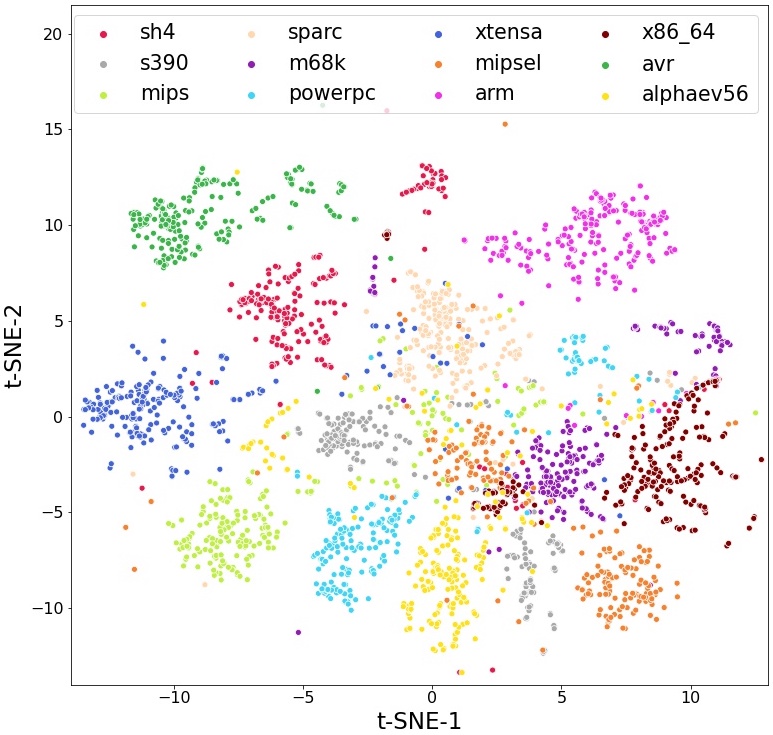 sh4 sparc xtensa x86_64
s390 m68k mipsel avr
mips powerpc arm alphaev56
20
15
10
5
0
−5
−10
t-SNE-2
−10 −5 0 5 10
t-SNE-1